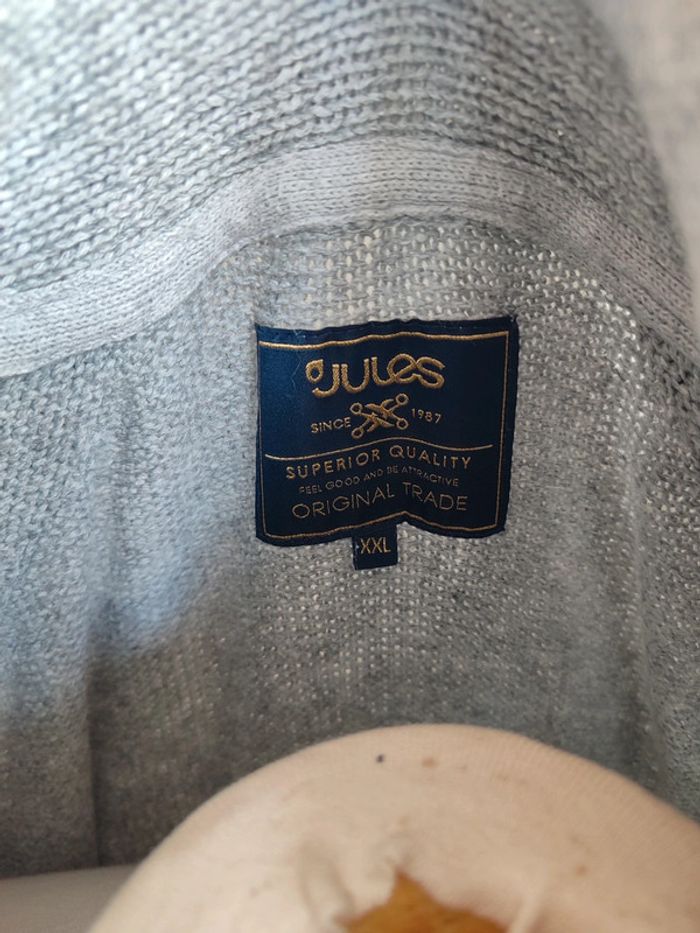 JULES
SINCE 1987
SUPERIOR QUALITY
FEEL GOOD AND BE ATTRACTIVE
ORIGINAL TRADE
XXL